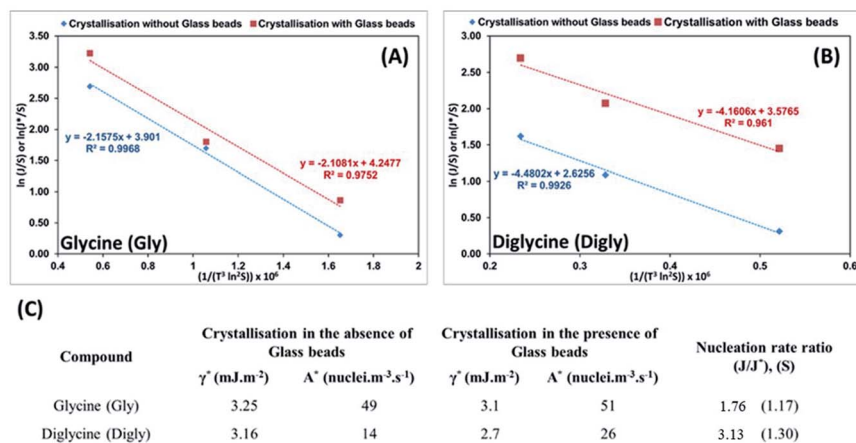 Crystallisation without Glass beads Crystallisation with Glass beads
(A)
ln (J/S) or ln(J*/S)
3.50
3.00
2.50
2.00
1.50
1.00
0.50
0.00
y = -2.1575x + 3.901
R² = 0.9968
y = -2.1081x + 4.2477
R² = 0.9752
Glycine (Gly)
0.4 0.6 0.8 1 1.2 1.4 1.6 1.8 2
(1/(T³ ln²S)) x 10⁶
Crystallisation without Glass beads Crystallisation with Glass beads
(B)
ln (J/S) or ln(J*/S)
3.00
2.50
2.00
1.50
1.00
0.50
0.00
y = -4.1606x + 3.5765
R² = 0.961
y = -4.4802x + 2.6256
R² = 0.9926
Diglycine (Digly)
0.2 0.3 0.4 0.5 0.6
(1/(T³ ln²S)) x 10⁶
(C)
Compound
Crystallisation in the absence of
Glass beads
γ* (mJ.m⁻²) A* (nuclei.m⁻³.s⁻¹)
Crystallisation in the presence of
Glass beads
γ* (mJ.m⁻²) A* (nuclei.m⁻³.s⁻¹)
Nucleation rate ratio
(J/J*), (S)
Glycine (Gly) 3.25 49 3.1 51 1.76 (1.17)
Diglycine (Digly) 3.16 14 2.7 26 3.13 (1.30)